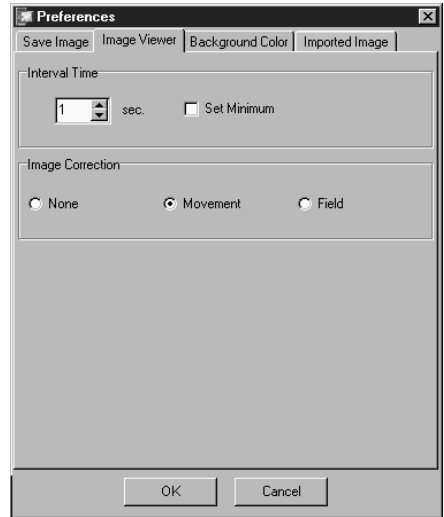 Preferences
Save Image Image Viewer Background Color Imported Image
Interval Time
1 sec. Set Minimum
Image Correction
None Movement Field
OK Cancel